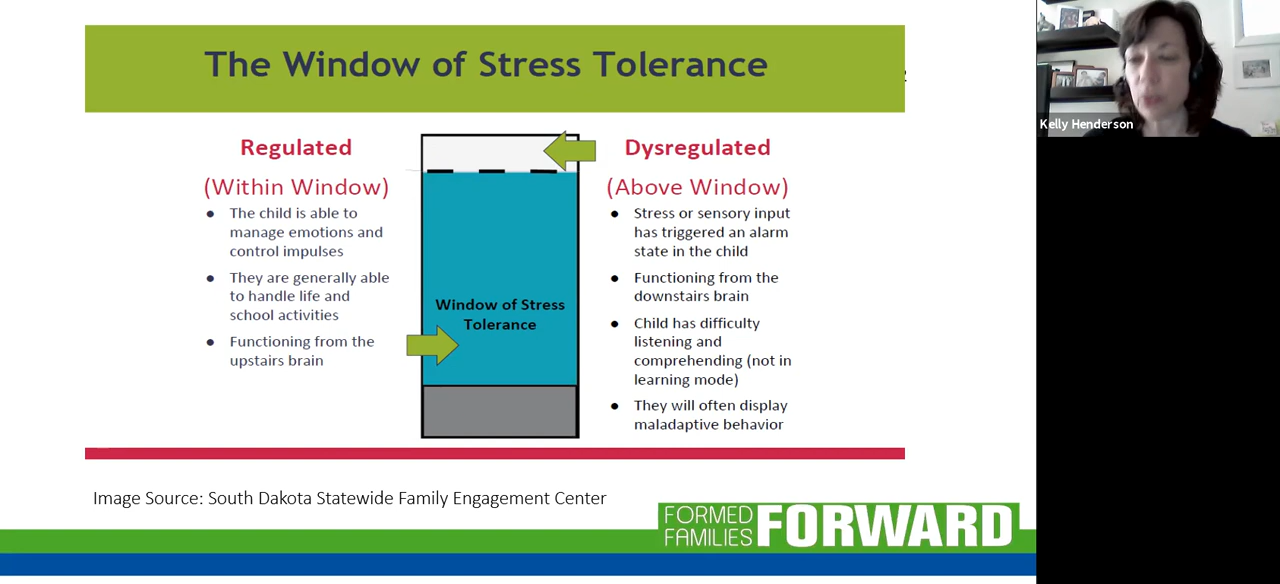 The Window of Stress Tolerance
2
Kelly Henderson
Regulated
(Within Window)
● The child is able to
manage emotions and
control impulses
● They are generally able
to handle life and
school activities
● Functioning from the
upstairs brain
Window of Stress
Tolerance
Dysregulated
(Above Window)
● Stress or sensory input
has triggered an alarm
state in the child
● Functioning from the
downstairs brain
● Child has difficulty
listening and
comprehending (not in
learning mode)
● They will often display
maladaptive behavior
Image Source: South Dakota Statewide Family Engagement Center
FORMED
FAMILIES
FORWARD